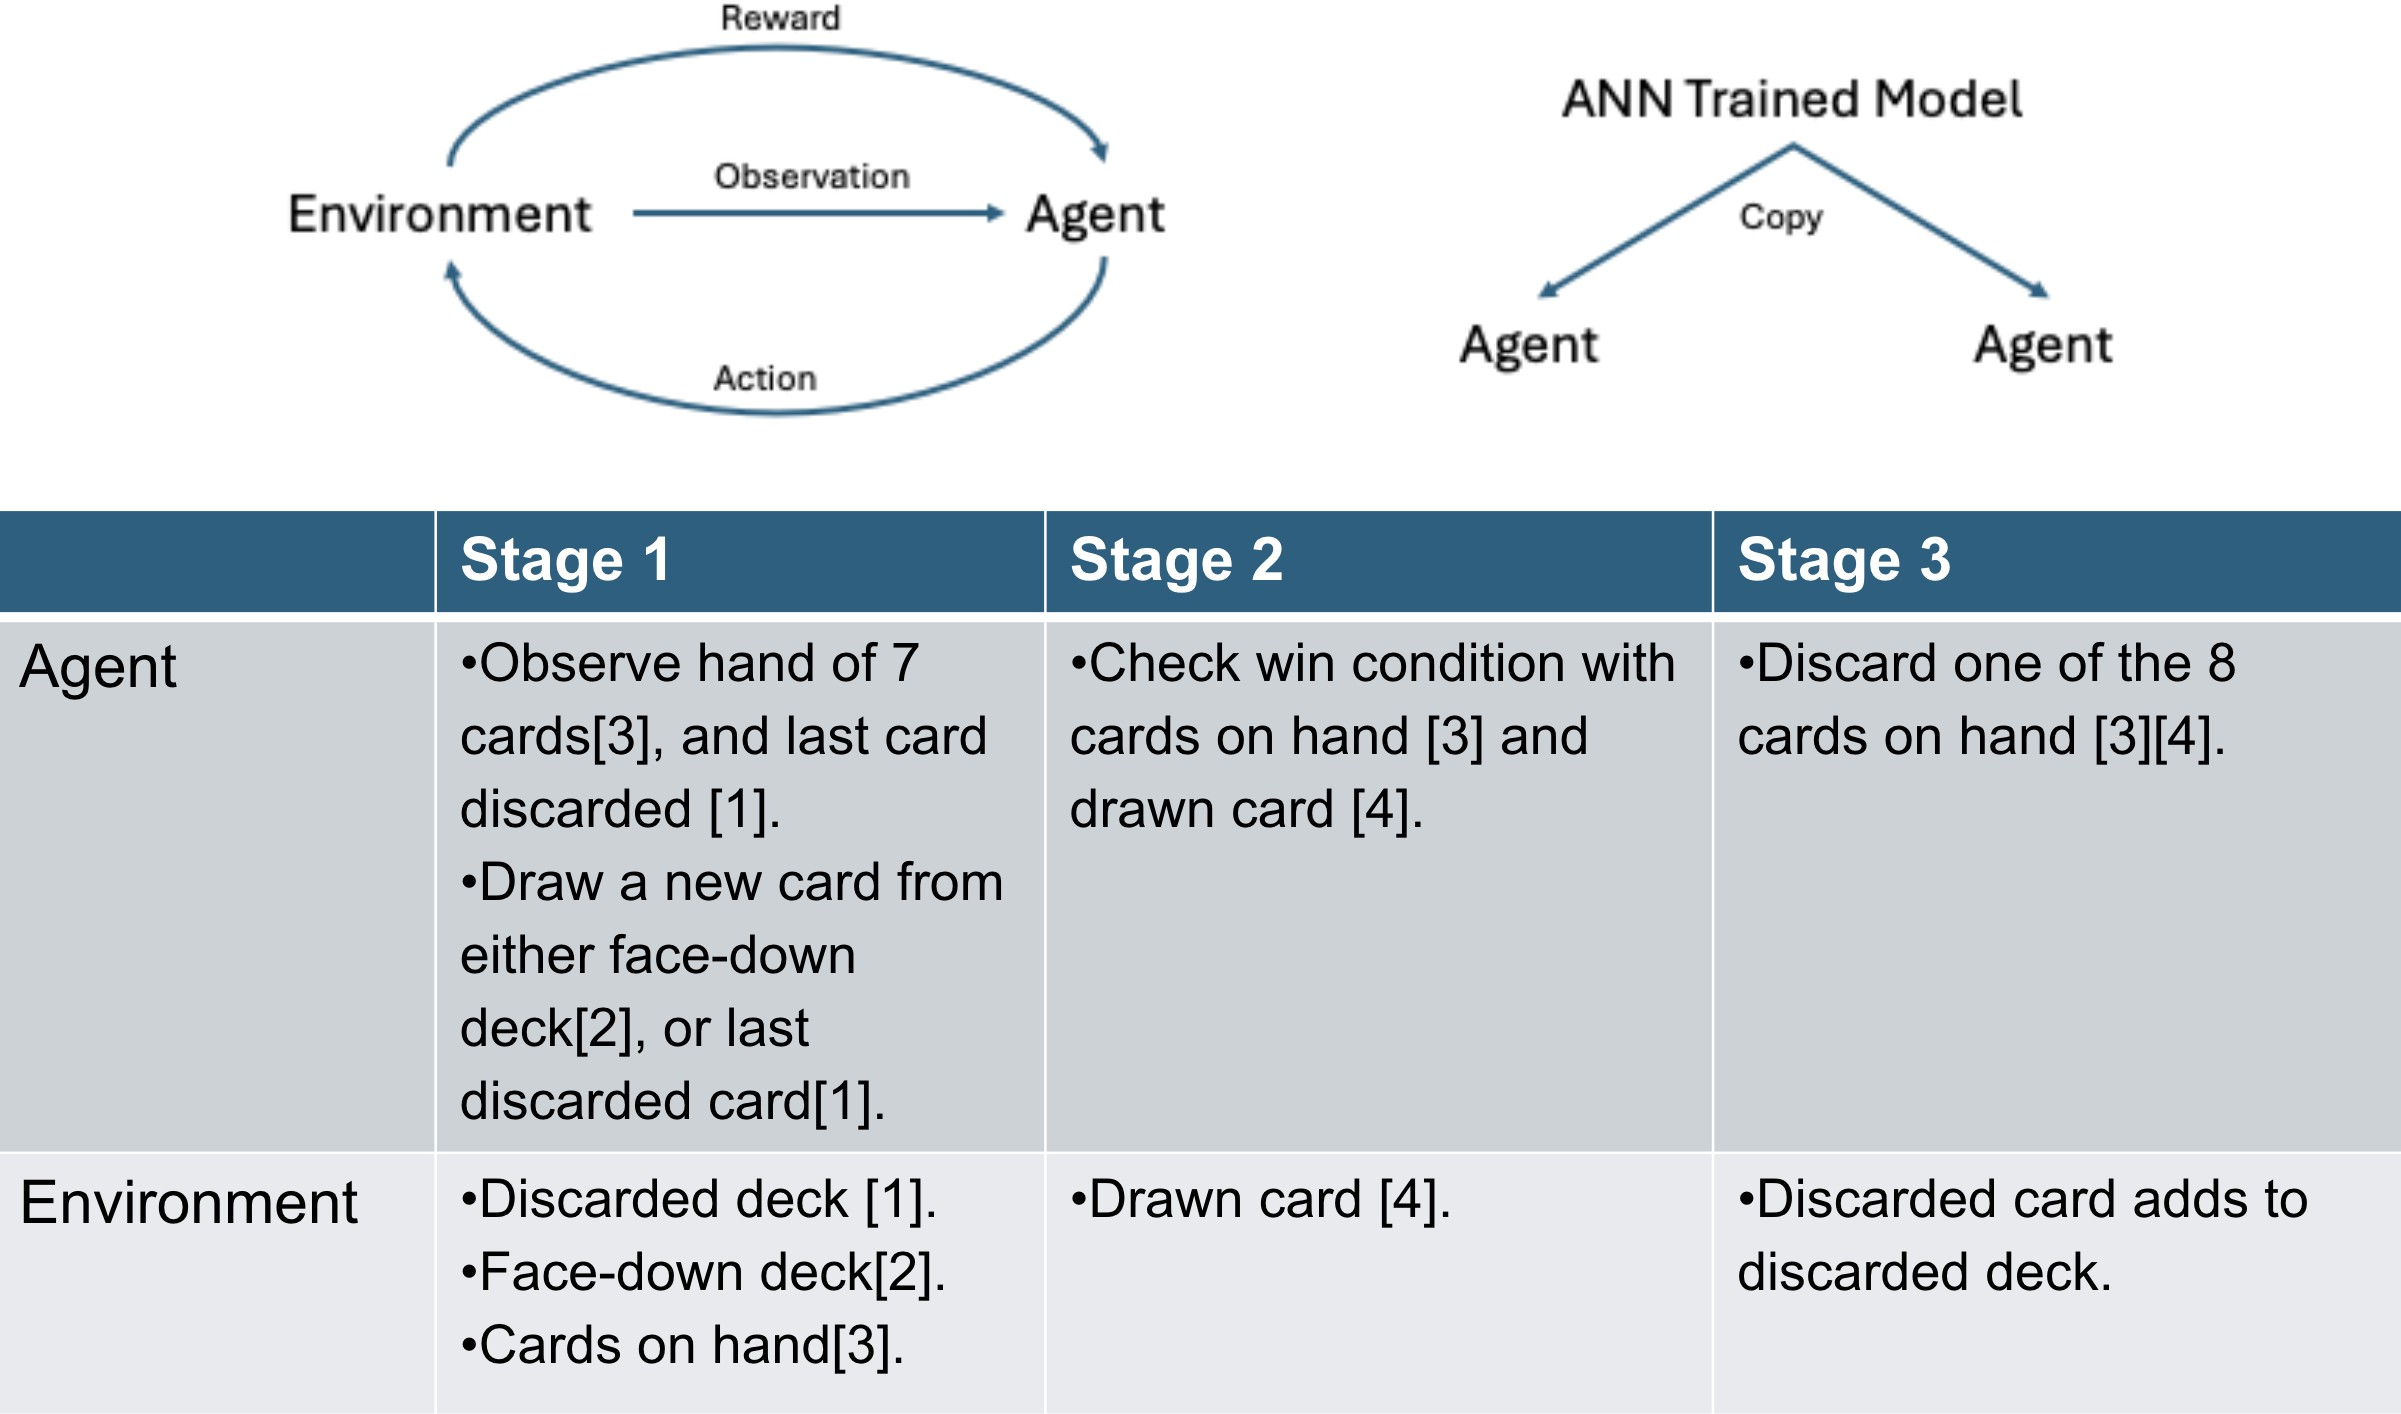 Reward
Observation
Environment
Agent
Action
ANN Trained Model
Copy
Agent
Agent
Stage 1
Stage 2
Stage 3
Agent
•Observe hand of 7
cards[3], and last card
discarded [1].
•Draw a new card from
either face-down
deck[2], or last
discarded card[1].
•Check win condition with
cards on hand [3] and
drawn card [4].
•Discard one of the 8
cards on hand [3][4].
Environment
•Discarded deck [1].
•Face-down deck[2].
•Cards on hand[3].
•Drawn card [4].
•Discarded card adds to
discarded deck.